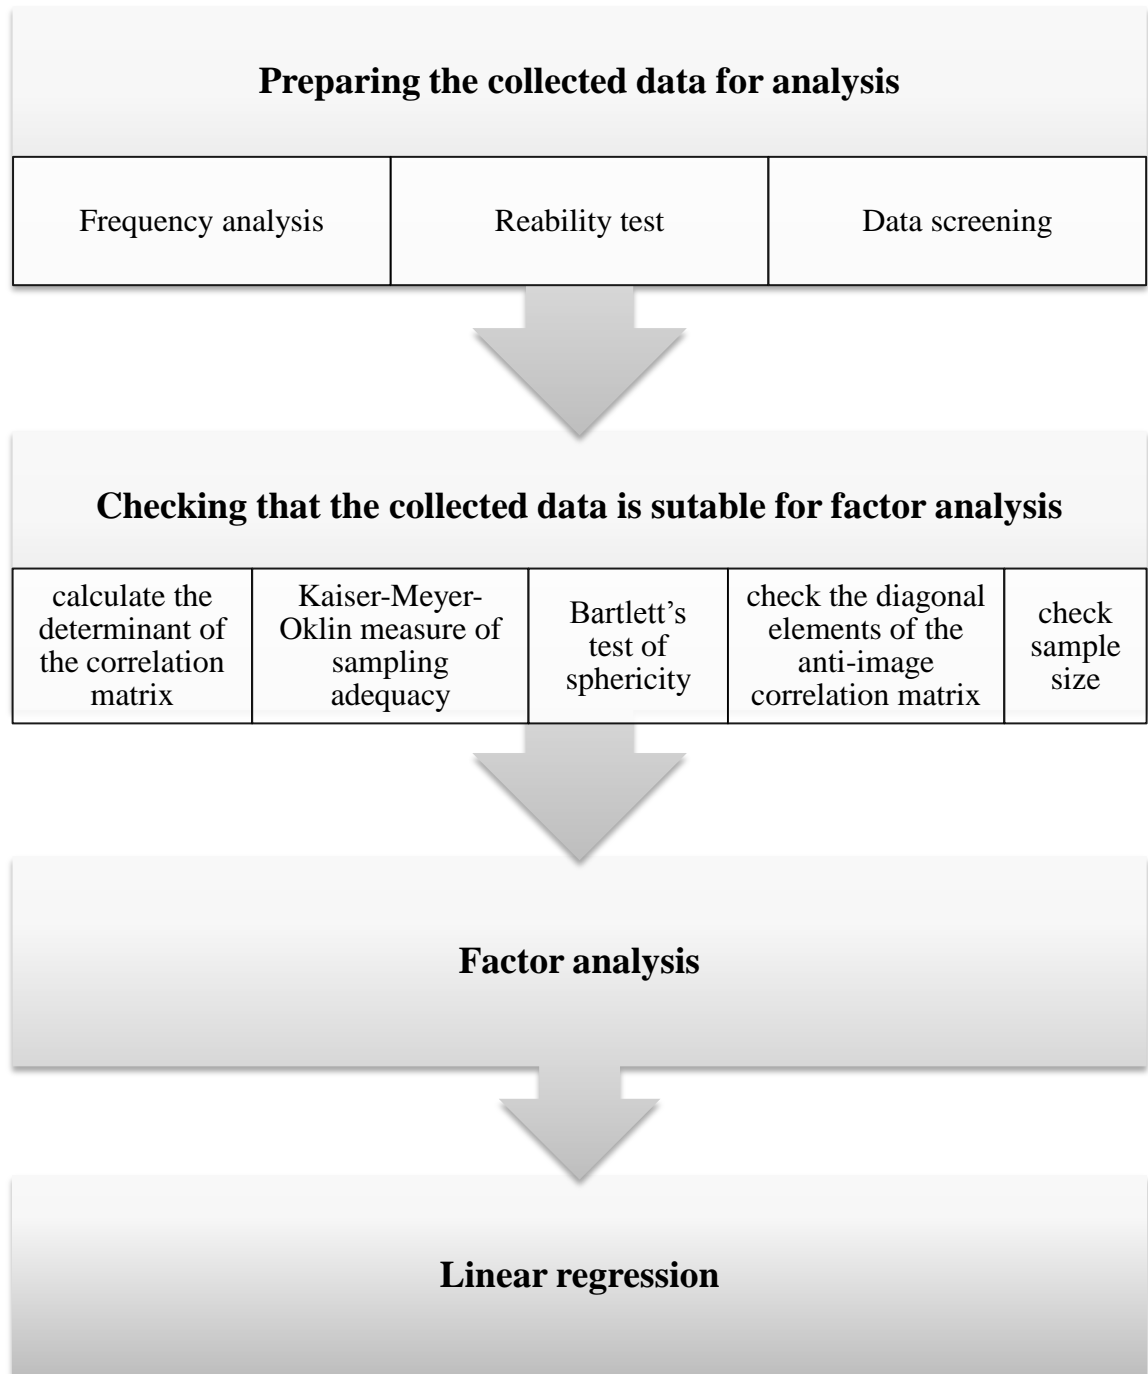 Preparing the collected data for analysis
Frequency analysis
Reability test
Data screening
Checking that the collected data is sutable for factor analysis
calculate the
determinant of
the correlation
matrix
Kaiser-Meyer-
Oklin measure of
sampling
adequacy
Bartlett’s
test of
sphericity
check the diagonal
elements of the
anti-image
correlation matrix
check
sample
size
Factor analysis
Linear regression